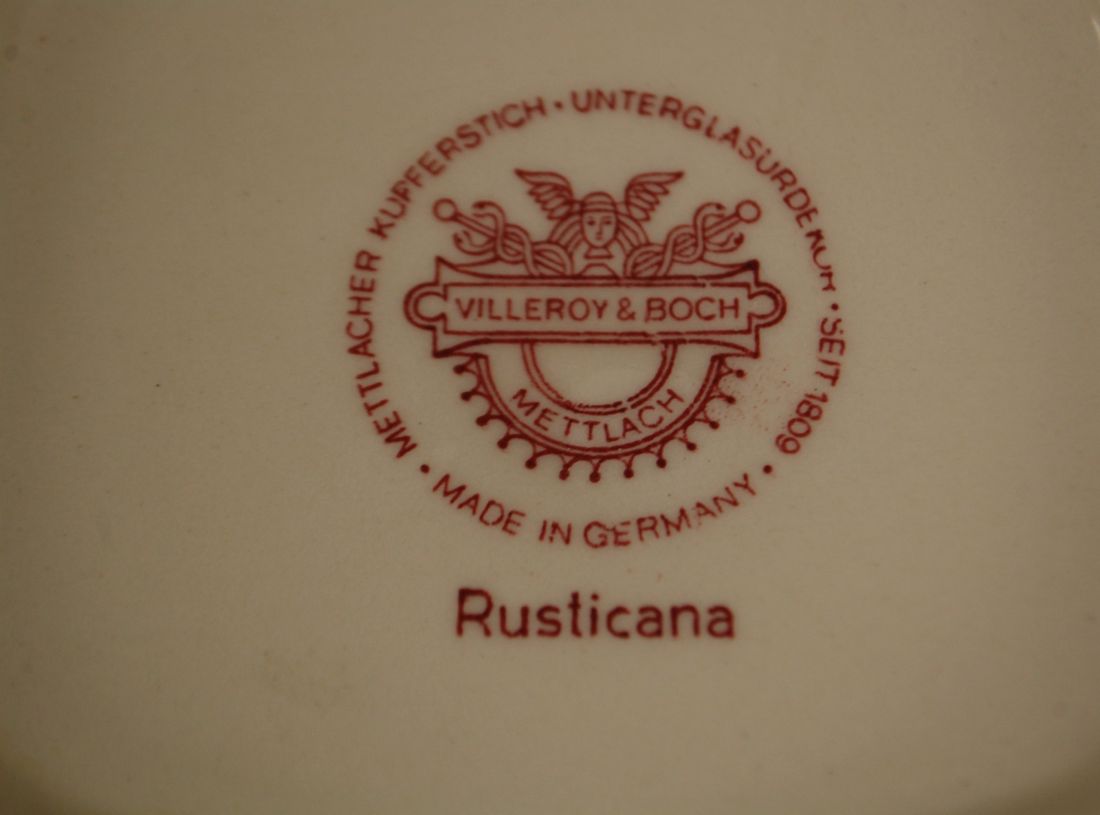 METTLACHER KUPFERSTICH · UNTERGLASURDEKOR · SEIT 1809 · MADE IN GERMANY ·
VILLEROY & BOCH
METTLACH
Rusticana